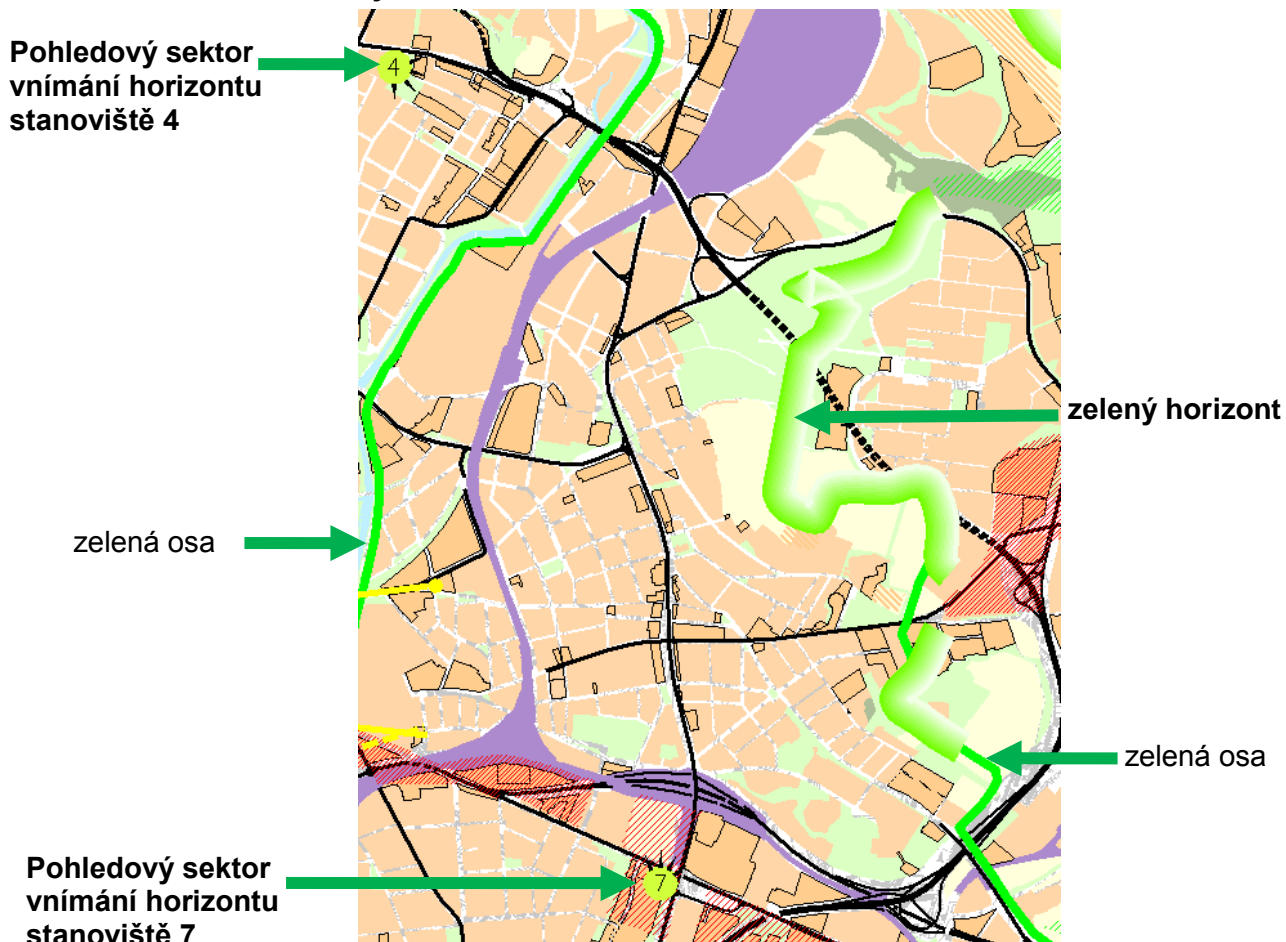 Pohledový sektor
vnímání horizontu
stanoviště 4
4
zelený horizont
zelená osa
zelená osa
Pohledový sektor
vnímání horizontu
stanoviště 7
7